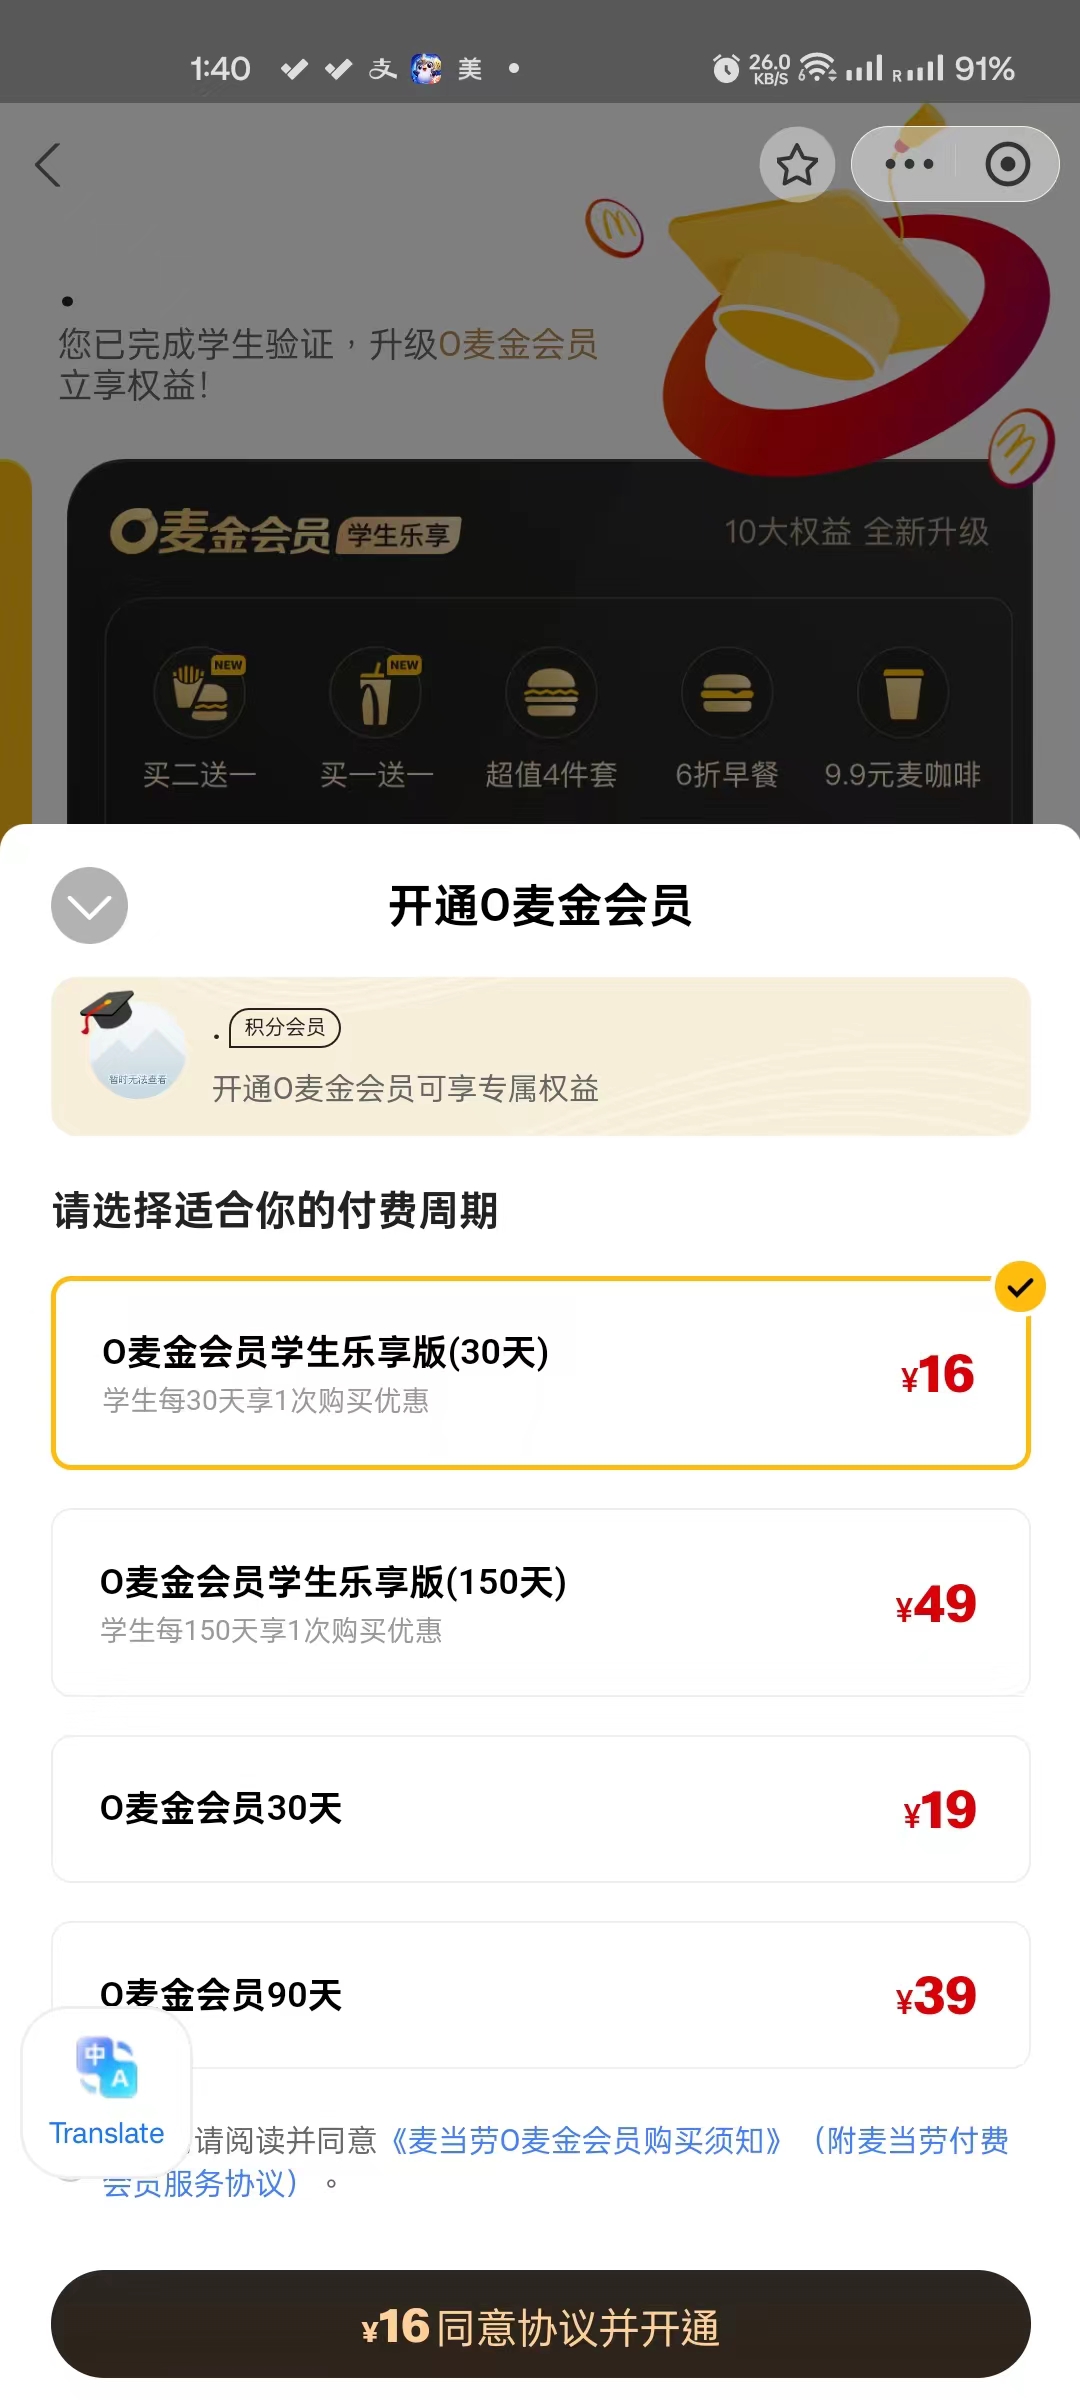 1:40 支 美 26.0 KB/S 6 R 91%
您已完成学生验证，升级O麦金会员
立享权益！
O麦金会员 学生乐享 10大权益 全新升级
NEW NEW
买二送一 买一送一 超值4件套 6折早餐 9.9元麦咖啡
开通O麦金会员
. 积分会员
暂时无法查看
开通O麦金会员可享专属权益
请选择适合你的付费周期
O麦金会员学生乐享版(30天)
学生每30天享1次购买优惠
¥16
O麦金会员学生乐享版(150天)
学生每150天享1次购买优惠
¥49
O麦金会员30天 ¥19
O麦金会员90天 ¥39
中 A
Translate
请阅读并同意《麦当劳O麦金会员购买须知》（附麦当劳付费
会员服务协议）。
¥16 同意协议并开通